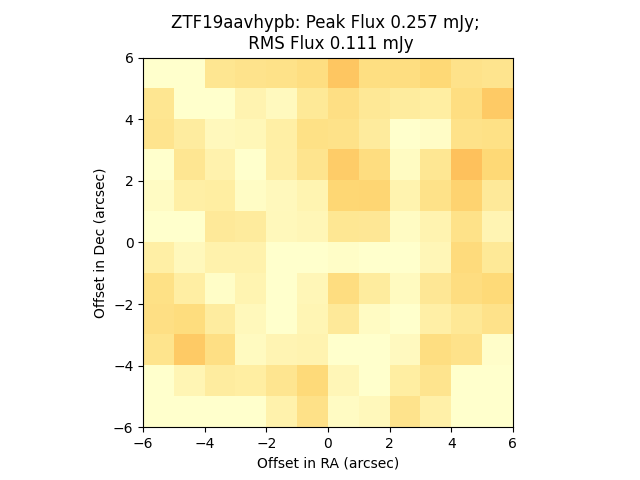 ZTF19aavhypb: Peak Flux 0.257 mJy;
RMS Flux 0.111 mJy
6
4
2
0
−2
−4
−6
Offset in Dec (arcsec)
−6 −4 −2 0 2 4 6
Offset in RA (arcsec)